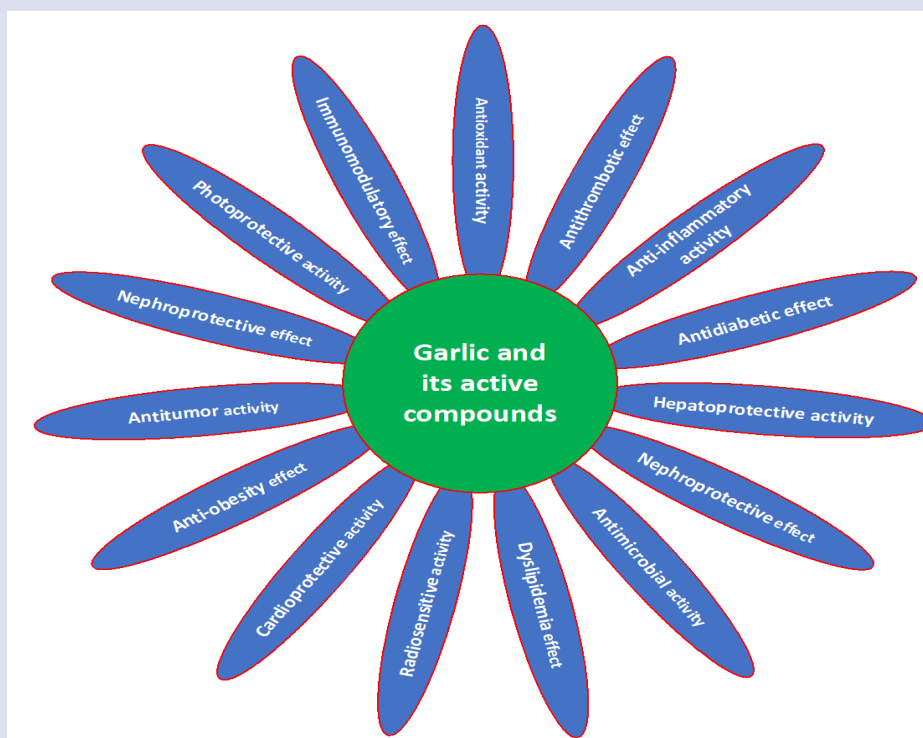 Garlic and
its active
compounds
Antioxidant activity
Antithrombotic effect
Anti-inflammatory
activity
Antidiabetic effect
Hepatoprotective activity
Nephroprotective effect
Antimicrobial activity
Dyslipidemia effect
Radiosensitive activity
Cardioprotective activity
Anti-obesity effect
Antitumor activity
Nephroprotective effect
Photoprotective activity
Immunomodulatory effect